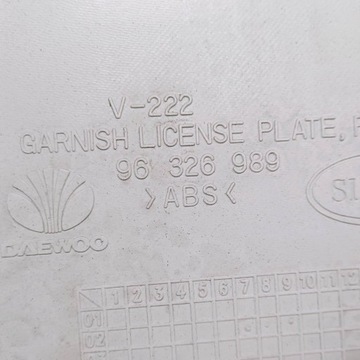 V-222
GARNISH LICENSE PLATE,
96 326 989
>ABS<
DAEWOO
1 2 3 4 5 6 7 8 9 10 11 12
01
02